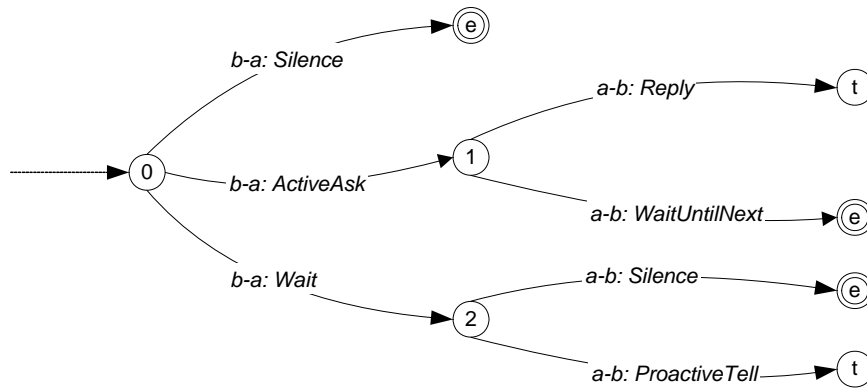 e
b-a: Silence
a-b: Reply
t
0
1
b-a: ActiveAsk
a-b: WaitUntilNext
e
b-a: Wait
a-b: Silence
e
2
a-b: ProactiveTell
t